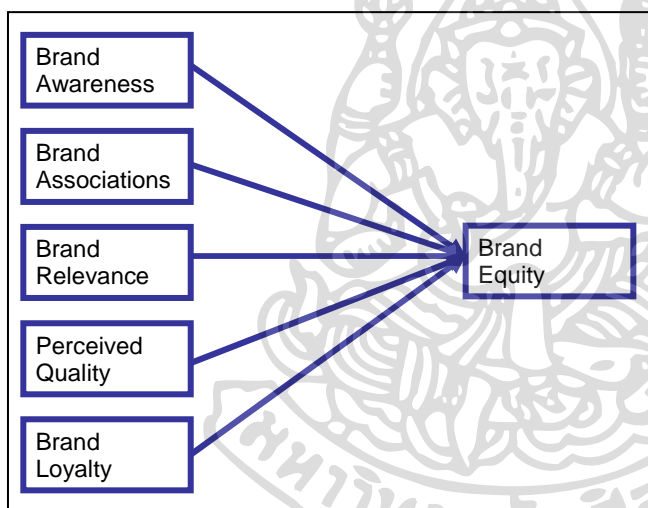 Brand
Awareness
Brand
Associations
Brand
Relevance
Perceived
Quality
Brand
Loyalty
Brand
Equity